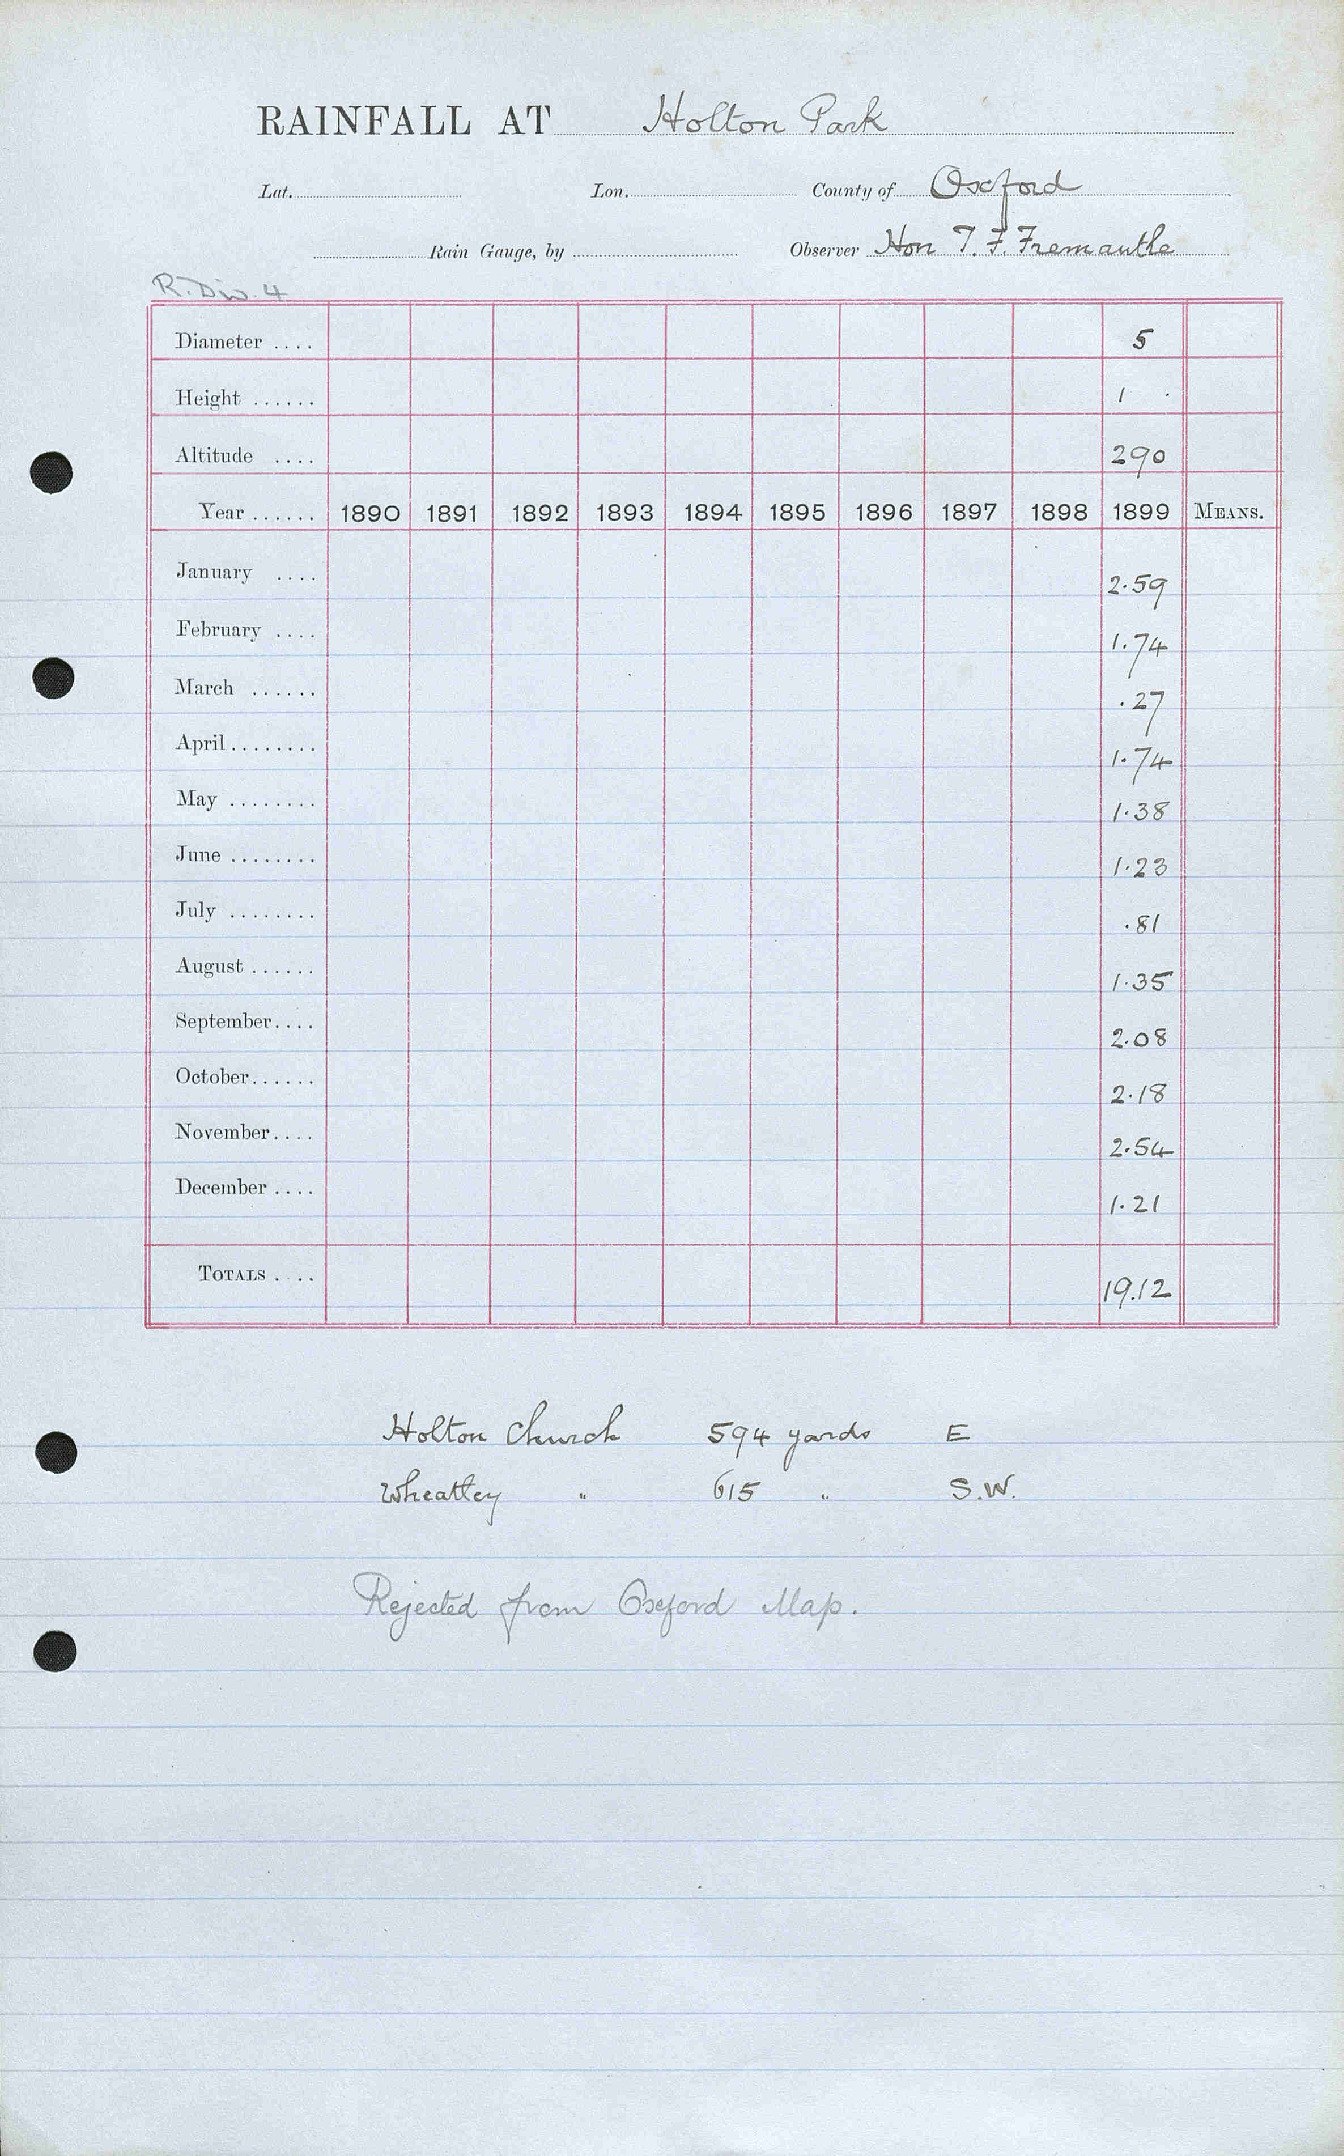 RAINFALL AT Holton Park
Lat. Lon. County of Oxford
Rain Gauge, by Observer Hon T. F. Fremantle
R. Div. 4
Diameter .... 5
Height ...... 1
Altitude .... 290
Year ...... 1890 1891 1892 1893 1894 1895 1896 1897 1898 1899 MEANS.
January .... 2.59
February .... 1.74
March ...... .27
April ........ 1.74
May ........ 1.38
June ........ 1.23
July ........ .81
August ...... 1.35
September .... 2.08
October ...... 2.18
November .... 2.54
December .... 1.21
TOTALS .... 19.12
Holton Church 594 yards E
Wheatley " 615 " S.W.
Rejected from Oxford Map.